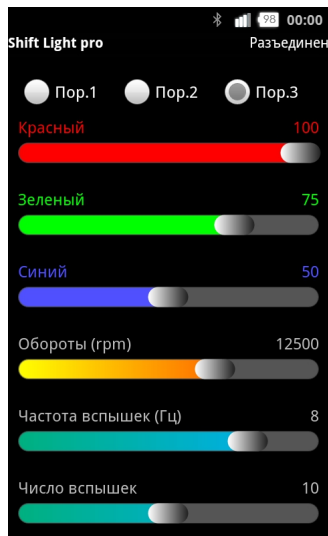 98 00:00
Shift Light pro Разъединен
Пор.1 Пор.2 Пор.3
Красный 100
Зеленый 75
Синий 50
Обороты (rpm) 12500
Частота вспышек (Гц) 8
Число вспышек 10